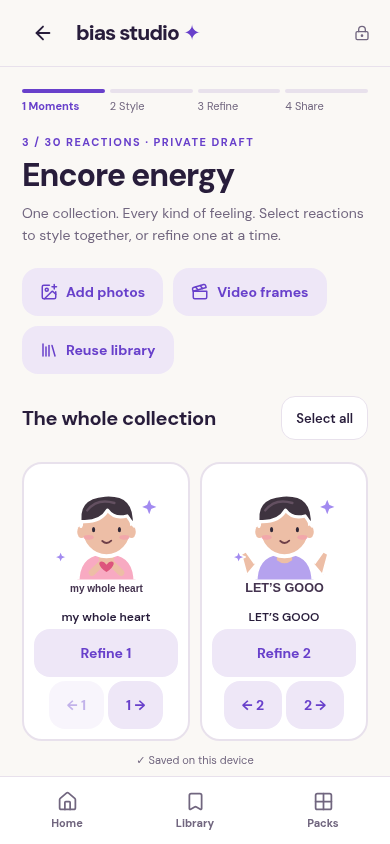 bias studio
1 Moments
2 Style
3 Refine
4 Share
3 / 30 REACTIONS · PRIVATE DRAFT
Encore energy
One collection. Every kind of feeling. Select reactions
to style together, or refine one at a time.
Add photos
Video frames
Reuse library
The whole collection
Select all
my whole heart
my whole heart
Refine 1
← 1
1 →
LET'S GOOO
LET'S GOOO
Refine 2
← 2
2 →
✓ Saved on this device
Home
Library
Packs